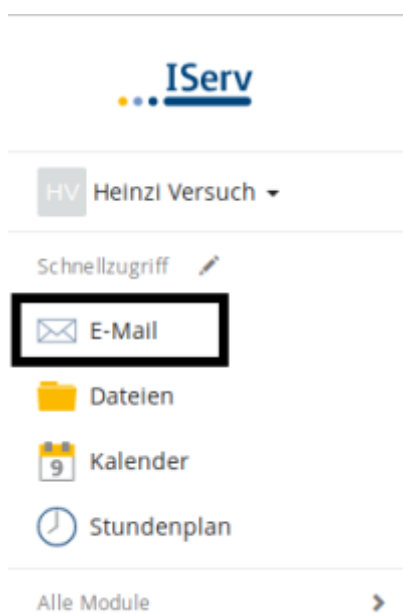 IServ
HV Heinzi Versuch
Schnellzugriff
E-Mail
Dateien
9 Kalender
Stundenplan
Alle Module